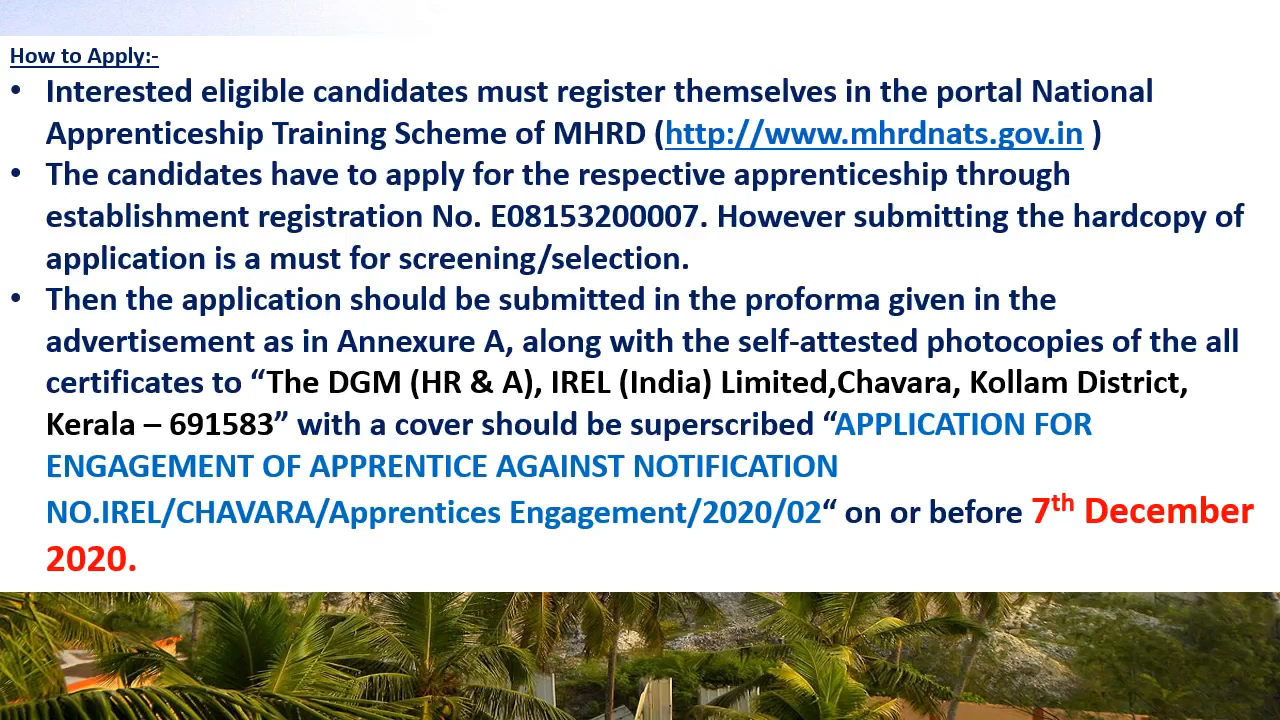 How to Apply:-
• Interested eligible candidates must register themselves in the portal National
Apprenticeship Training Scheme of MHRD (http://www.mhrdnats.gov.in )
• The candidates have to apply for the respective apprenticeship through
establishment registration No. E08153200007. However submitting the hardcopy of
application is a must for screening/selection.
• Then the application should be submitted in the proforma given in the
advertisement as in Annexure A, along with the self-attested photocopies of the all
certificates to “The DGM (HR & A), IREL (India) Limited,Chavara, Kollam District,
Kerala – 691583” with a cover should be superscribed “APPLICATION FOR
ENGAGEMENT OF APPRENTICE AGAINST NOTIFICATION
NO.IREL/CHAVARA/Apprentices Engagement/2020/02“ on or before 7th December
2020.